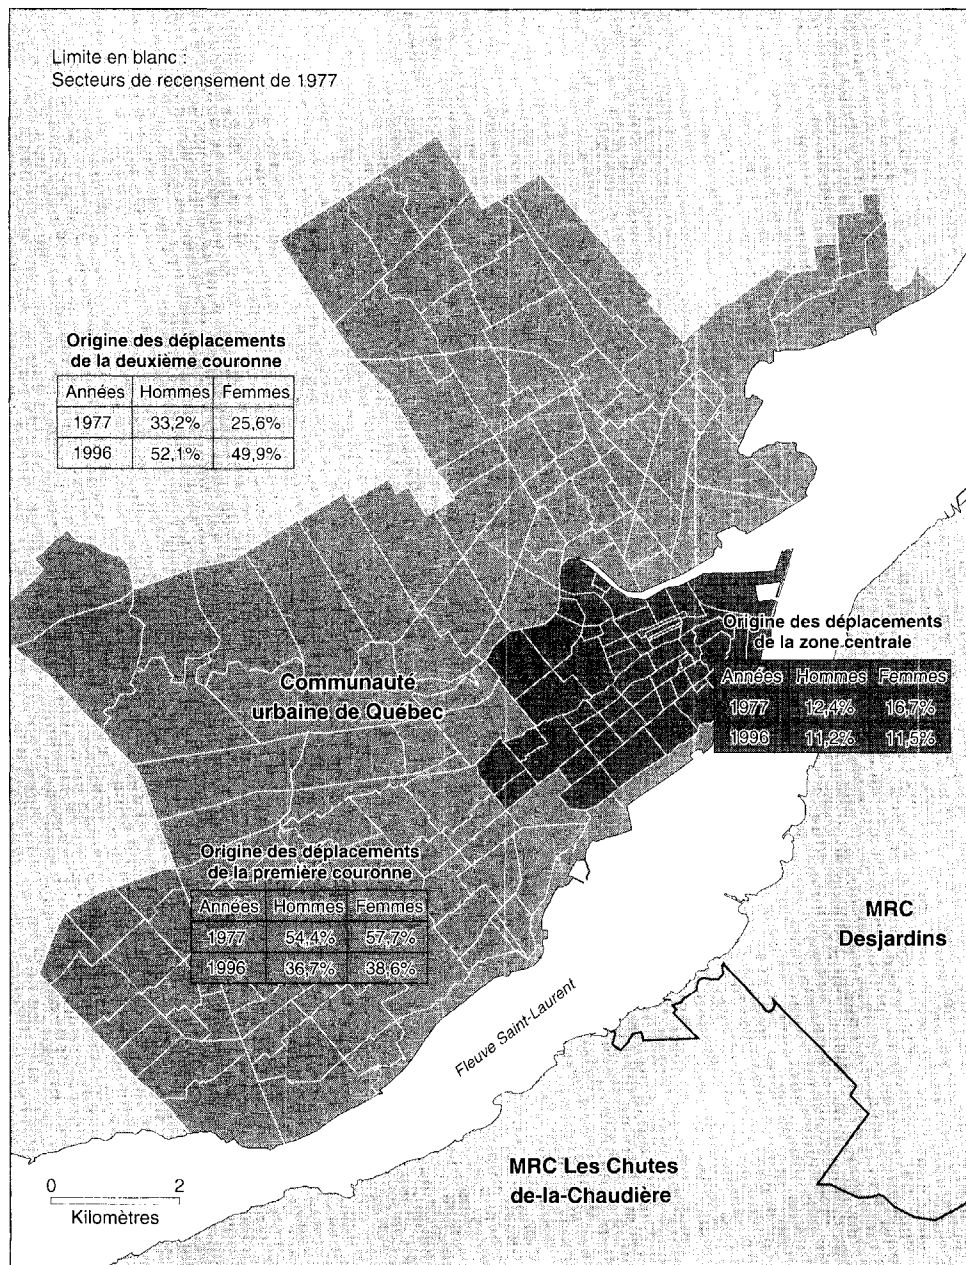 Limite en blanc :
Secteurs de recensement de 1977
Origine des déplacements
de la deuxième couronne
Années Hommes Femmes
1977 33,2% 25,6%
1996 52,1% 49,9%
Origine des déplacements
de la zone centrale
Années Hommes Femmes
1977 12,4% 16,7%
1996 11,2% 11,5%
Communauté
urbaine de Québec
Origine des déplacements
de la première couronne
Années Hommes Femmes
1977 54,4% 57,7%
1996 36,7% 38,6%
MRC
Desjardins
Fleuve Saint-Laurent
MRC Les Chutes
de-la-Chaudière
0 2
Kilomètres